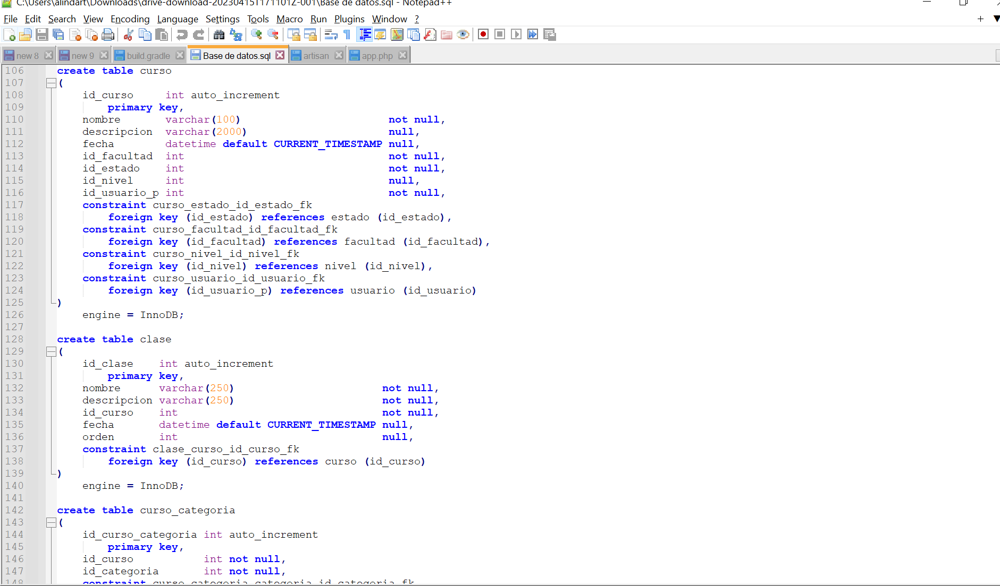 C:\Users\alindart\Downloads\drive-download-20230415T171101Z-001\Base de datos.sql - Notepad++
File Edit Search View Encoding Language Settings Tools Macro Run Plugins Window ? + ▼
new 8 new 9 build.gradle Base de datos.sql artisan app.php
106 create table curso
107 (
108 id_curso int auto_increment
109 primary key,
110 nombre varchar(100) not null,
111 descripcion varchar(2000) null,
112 fecha datetime default CURRENT_TIMESTAMP null,
113 id_facultad int not null,
114 id_estado int not null,
115 id_nivel int null,
116 id_usuario_p int not null,
117 constraint curso_estado_id_estado_fk
118 foreign key (id_estado) references estado (id_estado),
119 constraint curso_facultad_id_facultad_fk
120 foreign key (id_facultad) references facultad (id_facultad),
121 constraint curso_nivel_id_nivel_fk
122 foreign key (id_nivel) references nivel (id_nivel),
123 constraint curso_usuario_id_usuario_fk
124 foreign key (id_usuario_p) references usuario (id_usuario)
125 )
126 engine = InnoDB;
127
128 create table clase
129 (
130 id_clase int auto_increment
131 primary key,
132 nombre varchar(250) not null,
133 descripcion varchar(250) not null,
134 id_curso int not null,
135 fecha datetime default CURRENT_TIMESTAMP null,
136 orden int null,
137 constraint clase_curso_id_curso_fk
138 foreign key (id_curso) references curso (id_curso)
139 )
140 engine = InnoDB;
141
142 create table curso_categoria
143 (
144 id_curso_categoria int auto_increment
145 primary key,
146 id_curso int not null,
147 id_categoria int not null,
148 constraint curso_categoria_categoria_id_categoria_fk